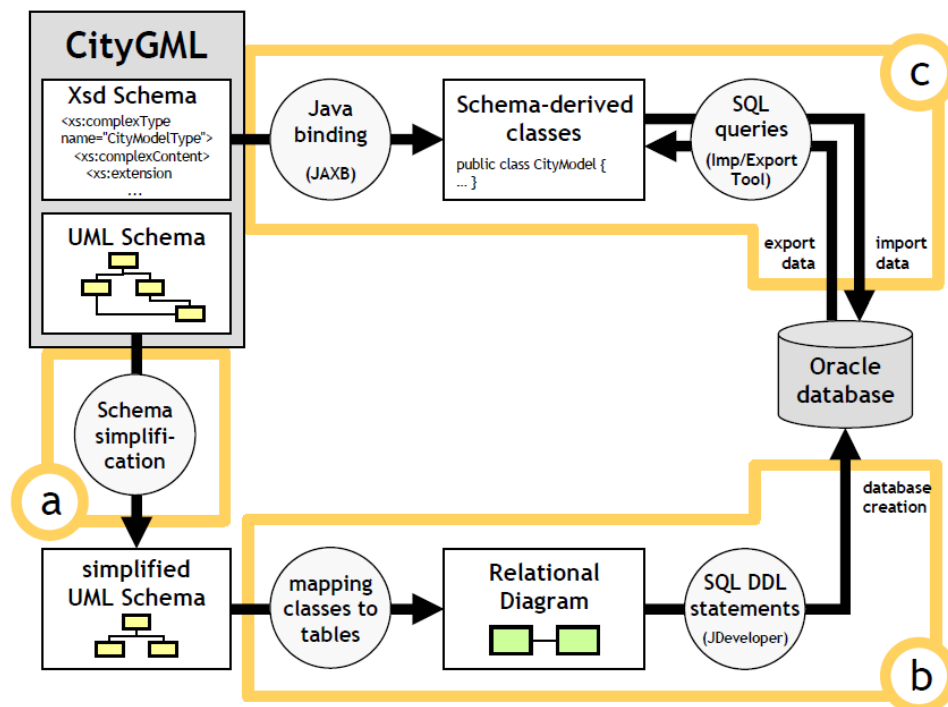 CityGML
Xsd Schema
<xs:complexType
name="CityModelType">
<xs:complexContent>
<xs:extension
...
UML Schema
Java
binding
(JAXB)
Schema-derived
classes
public class CityModel {
... }
SQL
queries
(Imp/Export
Tool)
c
export
data
import
data
Oracle
database
Schema
simplifi-
cation
a
simplified
UML Schema
mapping
classes to
tables
Relational
Diagram
SQL DDL
statements
(JDeveloper)
database
creation
b